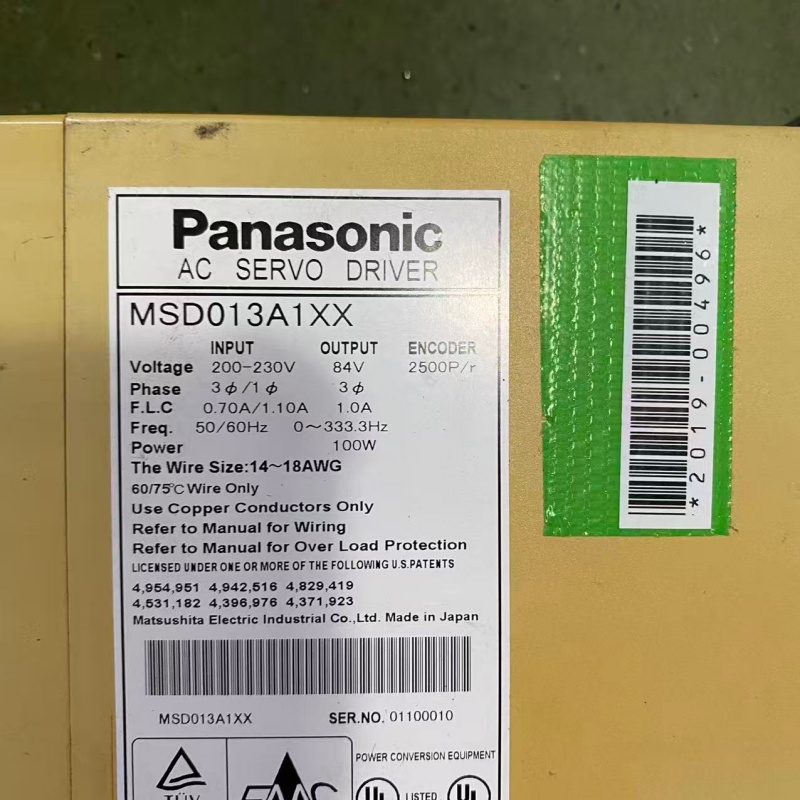 Panasonic
AC SERVO DRIVER
MSD013A1XX
INPUT OUTPUT ENCODER
Voltage 200-230V 84V 2500P/r
Phase 3ϕ/1ϕ 3ϕ
F.L.C 0.70A/1.10A 1.0A
Freq. 50/60Hz 0~333.3Hz
Power 100W
The Wire Size:14~18AWG
60/75℃ Wire Only
Use Copper Conductors Only
Refer to Manual for Wiring
Refer to Manual for Over Load Protection
LICENSED UNDER ONE OR MORE OF THE FOLLOWING U.S.PATENTS
4,954,951 4,942,516 4,829,419
4,531,182 4,396,976 4,371,923
Matsushita Electric Industrial Co.,Ltd. Made in Japan
MSD013A1XX SER.NO. 01100010
POWER CONVERSION EQUIPMENT
TÜV
UL LISTED UL
*2019-00496*